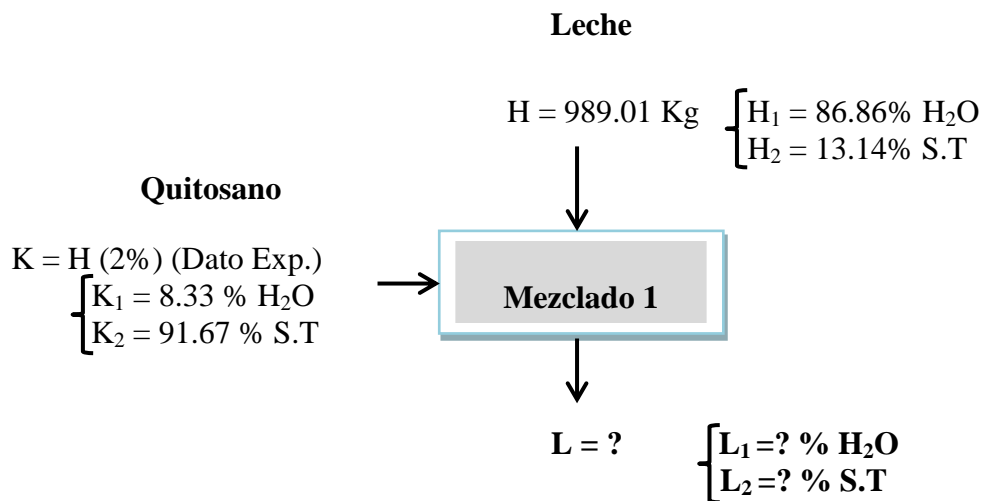 Leche
H = 989.01 Kg
H₁ = 86.86% H₂O
H₂ = 13.14% S.T
Quitosano
K = H (2%) (Dato Exp.)
K₁ = 8.33 % H₂O
K₂ = 91.67 % S.T
Mezclado 1
L = ?
L₁ =? % H₂O
L₂ =? % S.T